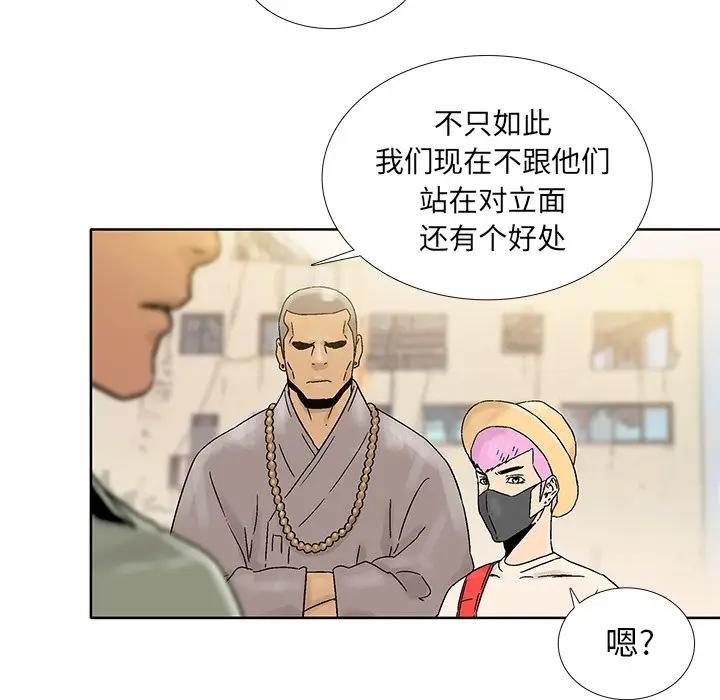 不只如此
我们现在不跟他们
站在对立面
还有个好处
嗯?